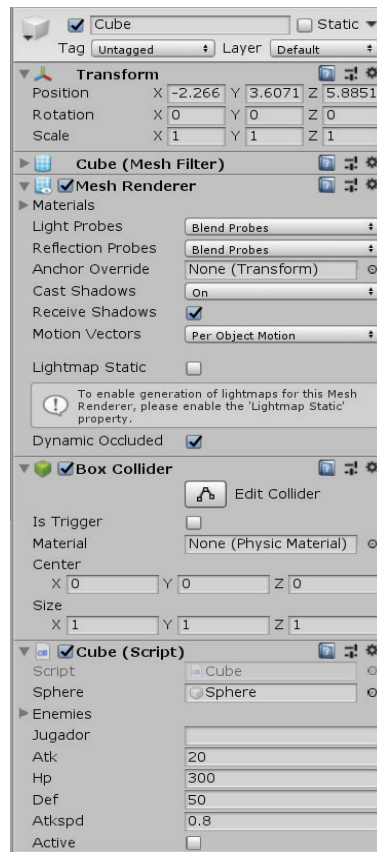 Cube Static
Tag Untagged Layer Default
Transform
Position X -2.266 Y 3.6071 Z 5.8851
Rotation X 0 Y 0 Z 0
Scale X 1 Y 1 Z 1
Cube (Mesh Filter)
Mesh Renderer
Materials
Light Probes Blend Probes
Reflection Probes Blend Probes
Anchor Override None (Transform)
Cast Shadows On
Receive Shadows
Motion Vectors Per Object Motion
Lightmap Static
To enable generation of lightmaps for this Mesh
Renderer, please enable the 'Lightmap Static'
property.
Dynamic Occluded
Box Collider
Edit Collider
Is Trigger
Material None (Physic Material)
Center
X 0 Y 0 Z 0
Size
X 1 Y 1 Z 1
Cube (Script)
Script Cube
Sphere Sphere
Enemies
Jugador
Atk 20
Hp 300
Def 50
Atkspd 0.8
Active